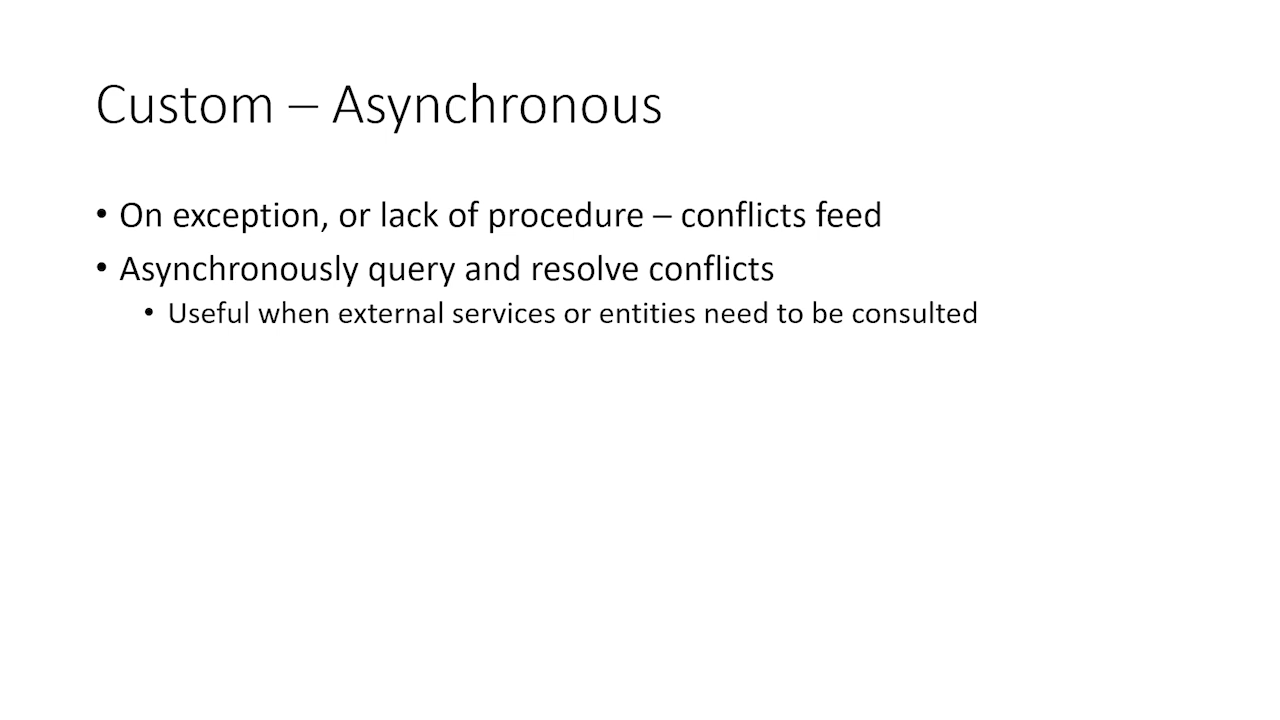 Custom – Asynchronous
• On exception, or lack of procedure – conflicts feed
• Asynchronously query and resolve conflicts
• Useful when external services or entities need to be consulted